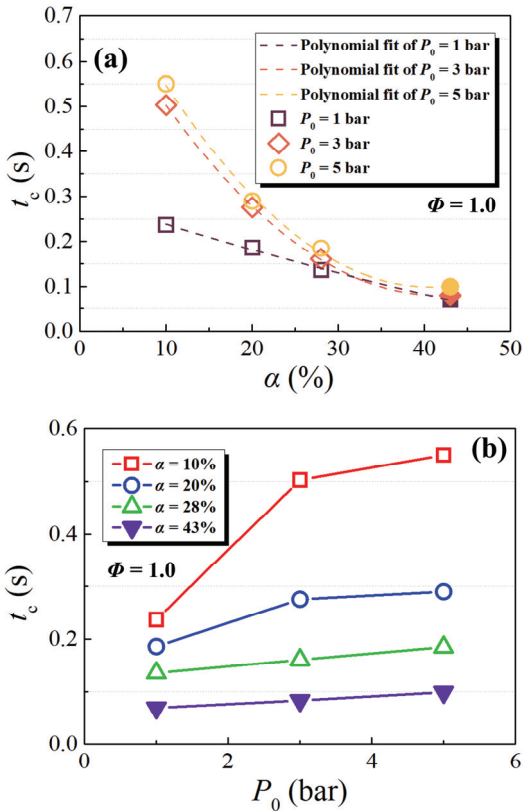 (a)
Polynomial fit of P₀ = 1 bar
Polynomial fit of P₀ = 3 bar
Polynomial fit of P₀ = 5 bar
P₀ = 1 bar
P₀ = 3 bar
P₀ = 5 bar
Φ = 1.0
t_c (s)
0.7
0.6
0.5
0.4
0.3
0.2
0.1
0.0
0 10 20 30 40 50
α (%)
(b)
α = 10%
α = 20%
α = 28%
α = 43%
Φ = 1.0
t_c (s)
0.6
0.4
0.2
0.0
0 2 4 6
P₀ (bar)